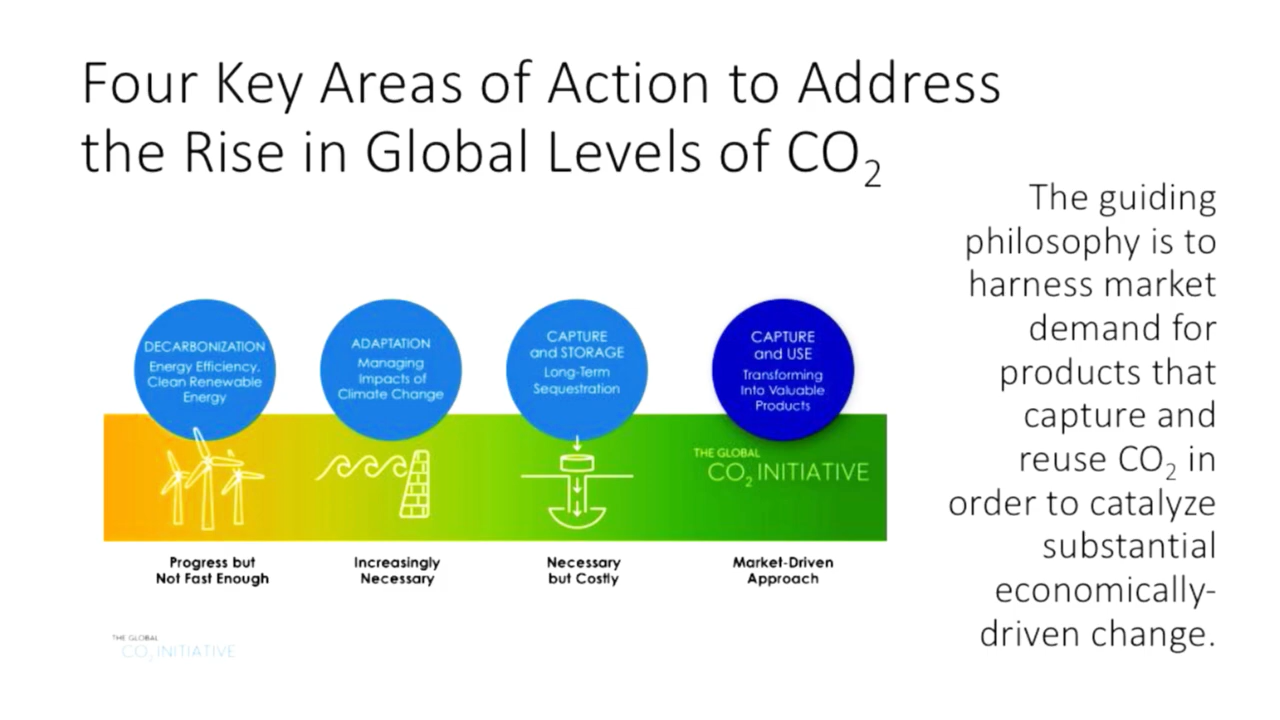 Four Key Areas of Action to Address
the Rise in Global Levels of CO₂
The guiding
philosophy is to
harness market
demand for
products that
capture and
reuse CO₂ in
order to catalyze
substantial
economically-
driven change.
DECARBONIZATION
Energy Efficiency,
Clean Renewable
Energy
ADAPTATION
Managing
Impacts of
Climate Change
CAPTURE
and STORAGE
Long-Term
Sequestration
CAPTURE
and USE
Transforming
Into Valuable
Products
THE GLOBAL
CO₂ INITIATIVE
Progress but
Not Fast Enough
Increasingly
Necessary
Necessary
but Costly
Market-Driven
Approach
THE GLOBAL
CO₂ INITIATIVE